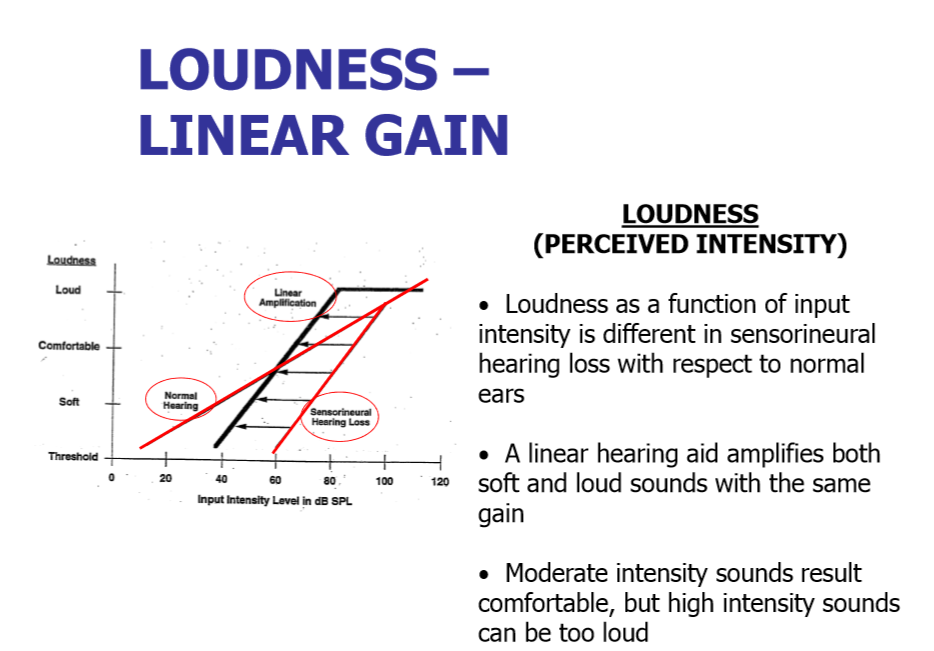 LOUDNESS –
LINEAR GAIN
LOUDNESS
(PERCEIVED INTENSITY)
• Loudness as a function of input
intensity is different in sensorineural
hearing loss with respect to normal
ears
• A linear hearing aid amplifies both
soft and loud sounds with the same
gain
• Moderate intensity sounds result
comfortable, but high intensity sounds
can be too loud
Loudness
Loud
Comfortable
Soft
Threshold
Linear
Amplification
Normal
Hearing
Sensorineural
Hearing Loss
0 20 40 60 80 100 120
Input Intensity Level in dB SPL